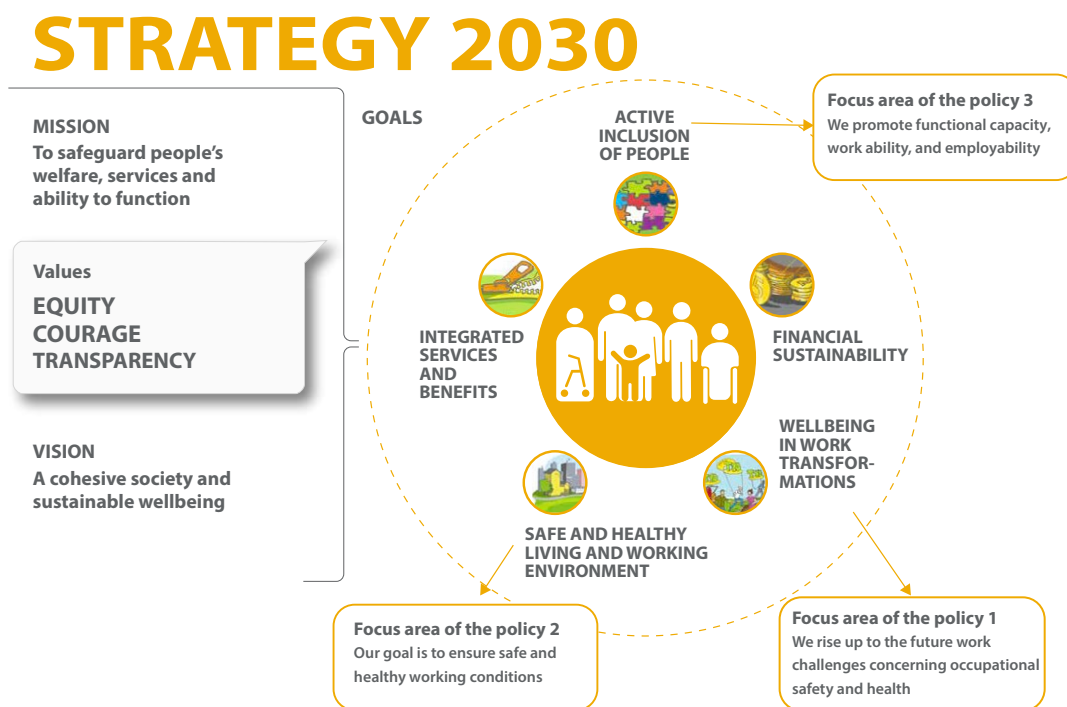 STRATEGY 2030
MISSION
To safeguard people's
welfare, services and
ability to function
Values
EQUITY
COURAGE
TRANSPARENCY
VISION
A cohesive society and
sustainable wellbeing
GOALS
ACTIVE
INCLUSION
OF PEOPLE
Focus area of the policy 3
We promote functional capacity,
work ability, and employability
INTEGRATED
SERVICES
AND
BENEFITS
FINANCIAL
SUSTAINABILITY
WELLBEING
IN WORK
TRANSFOR-
MATIONS
SAFE AND HEALTHY
LIVING AND WORKING
ENVIRONMENT
Focus area of the policy 2
Our goal is to ensure safe and
healthy working conditions
Focus area of the policy 1
We rise up to the future work
challenges concerning occupational
safety and health